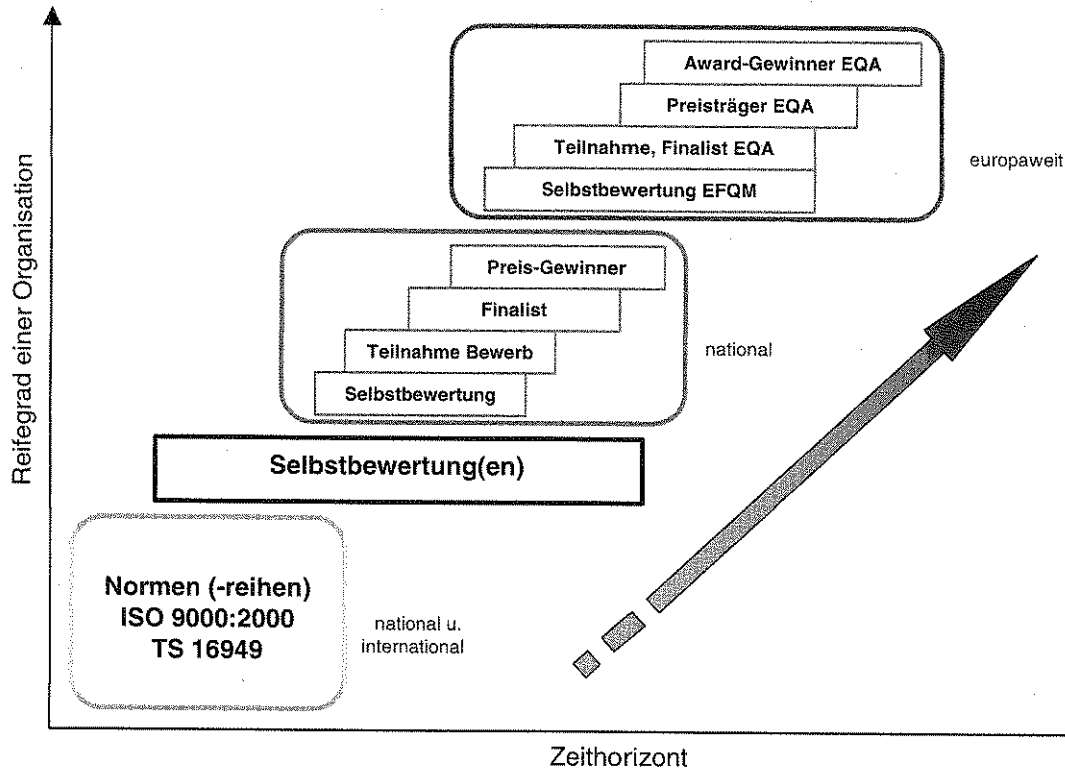 Reifegrad einer Organisation
Award-Gewinner EQA
Preisträger EQA
Teilnahme, Finalist EQA
Selbstbewertung EFQM
europaweit
Preis-Gewinner
Finalist
Teilnahme Bewerb
Selbstbewertung
national
Selbstbewertung(en)
Normen (-reihen)
ISO 9000:2000
TS 16949
national u.
international
Zeithorizont